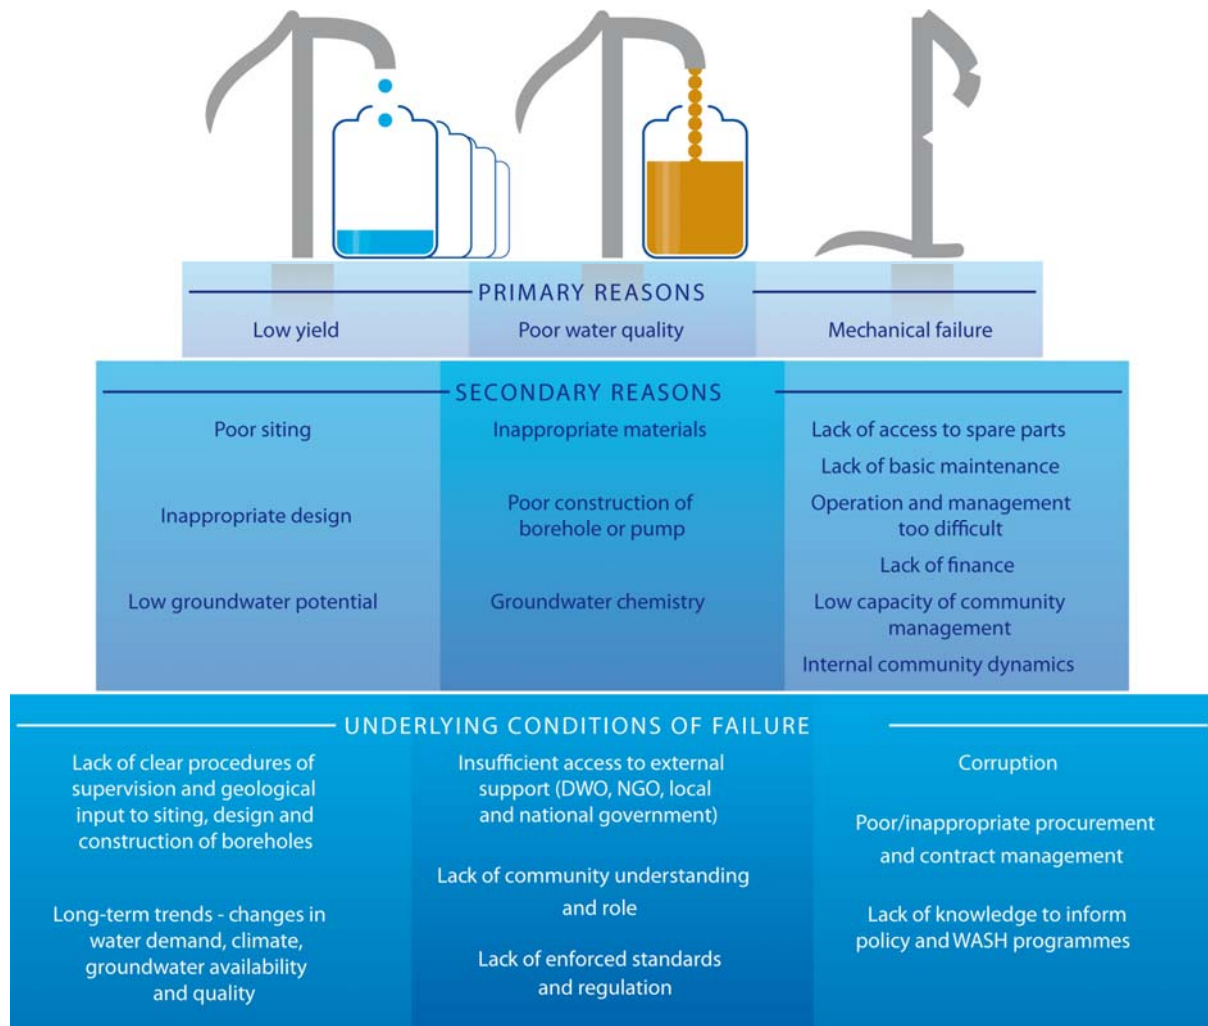 PRIMARY REASONS
Low yield
Poor water quality
Mechanical failure
SECONDARY REASONS
Poor siting
Inappropriate design
Low groundwater potential
Inappropriate materials
Poor construction of
borehole or pump
Groundwater chemistry
Lack of access to spare parts
Lack of basic maintenance
Operation and management
too difficult
Lack of finance
Low capacity of community
management
Internal community dynamics
UNDERLYING CONDITIONS OF FAILURE
Lack of clear procedures of
supervision and geological
input to siting, design and
construction of boreholes
Long-term trends - changes in
water demand, climate,
groundwater availability
and quality
Insufficient access to external
support (DWO, NGO, local
and national government)
Lack of community understanding
and role
Lack of enforced standards
and regulation
Corruption
Poor/inappropriate procurement
and contract management
Lack of knowledge to inform
policy and WASH programmes